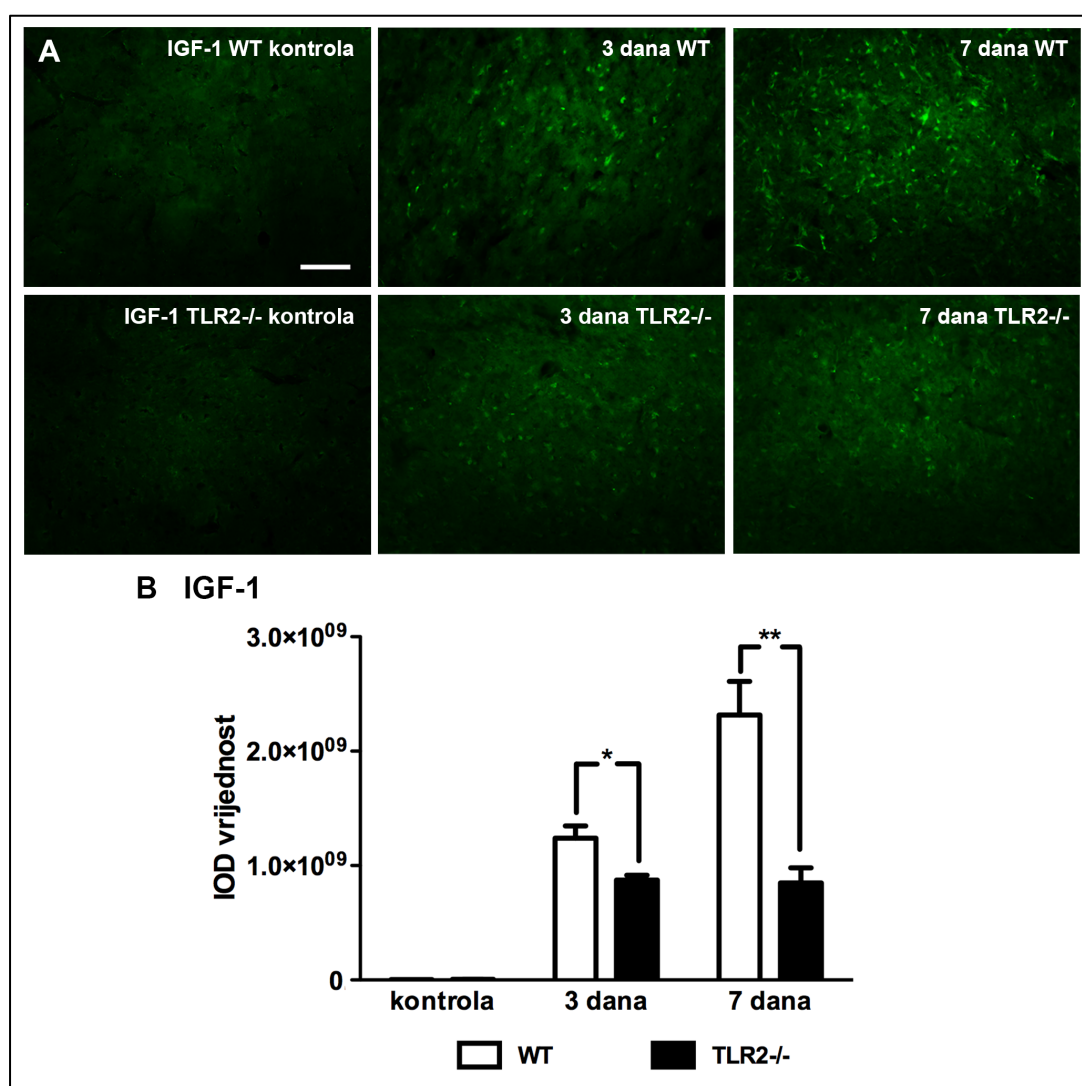 A
IGF-1 WT kontrola
3 dana WT
7 dana WT
IGF-1 TLR2-/- kontrola
3 dana TLR2-/-
7 dana TLR2-/-
B IGF-1
IOD vrijednost
3.0×10⁰⁹
2.0×10⁰⁹
1.0×10⁰⁹
0
*
**
kontrola
3 dana
7 dana
WT
TLR2-/-